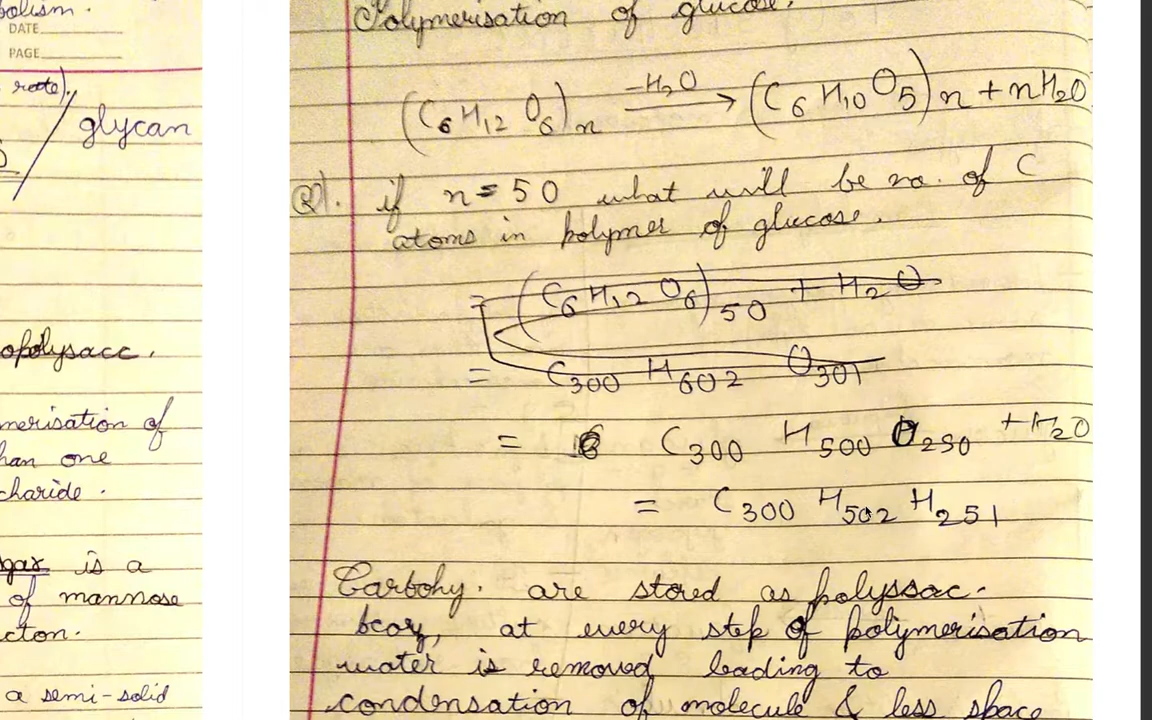 bolism.
DATE
PAGE
rate).
glycan
opolysacc.
merisation of
han one
charide.
gar is a
of mannose
cton.
a semi-solid
Polymerisation of glucose.
(C6H12O6)n -H2O → (C6H10O5)n + nH2O
Q). if n = 50 what will be no. of C
atoms in polymer of glucose.
= (C6H12O6)50 + H2O
= C300 H602 O301
= C300 H500 O250 + H2O
= C300 H502 H251
Carbohy. are stored as polyssac.
bcoz, at every step of polymerisation
water is removed leading to
condensation of molecule & less space